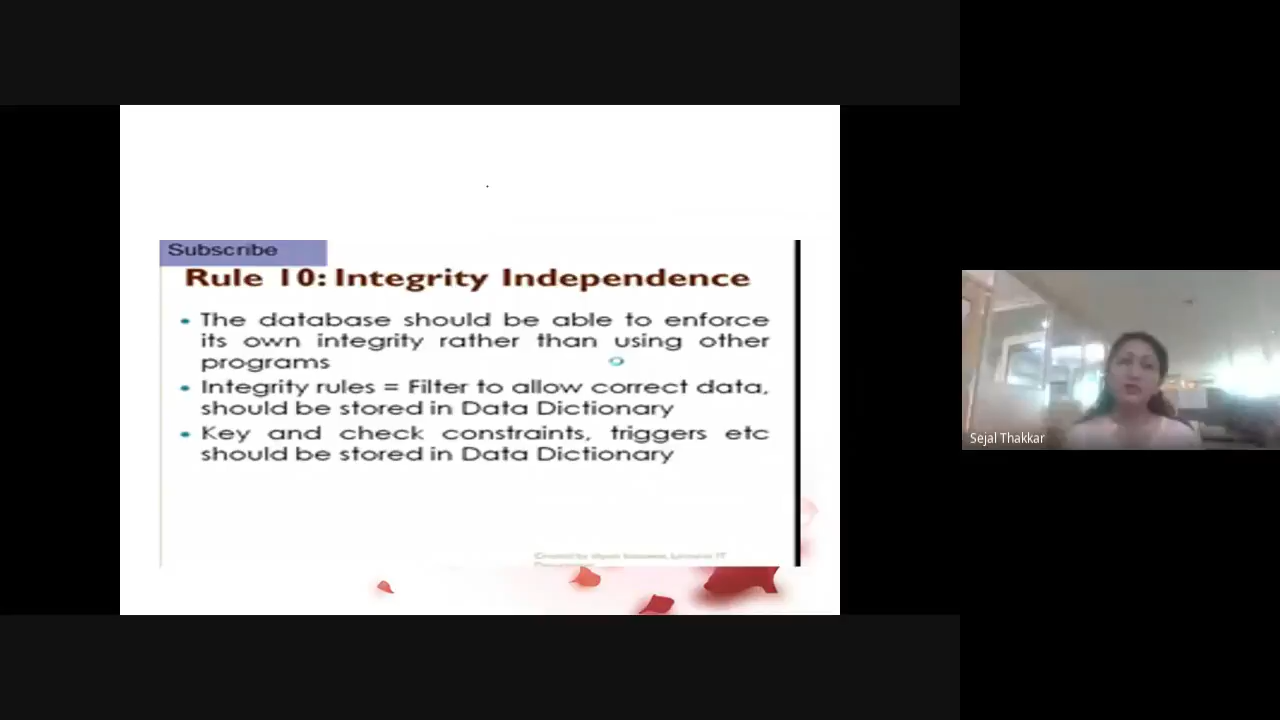 Subscribe
Rule 10: Integrity Independence
• The database should be able to enforce
its own integrity rather than using other
programs
• Integrity rules = Filter to allow correct data,
should be stored in Data Dictionary
• Key and check constraints, triggers etc
should be stored in Data Dictionary
Created by
Sejal Thakkar